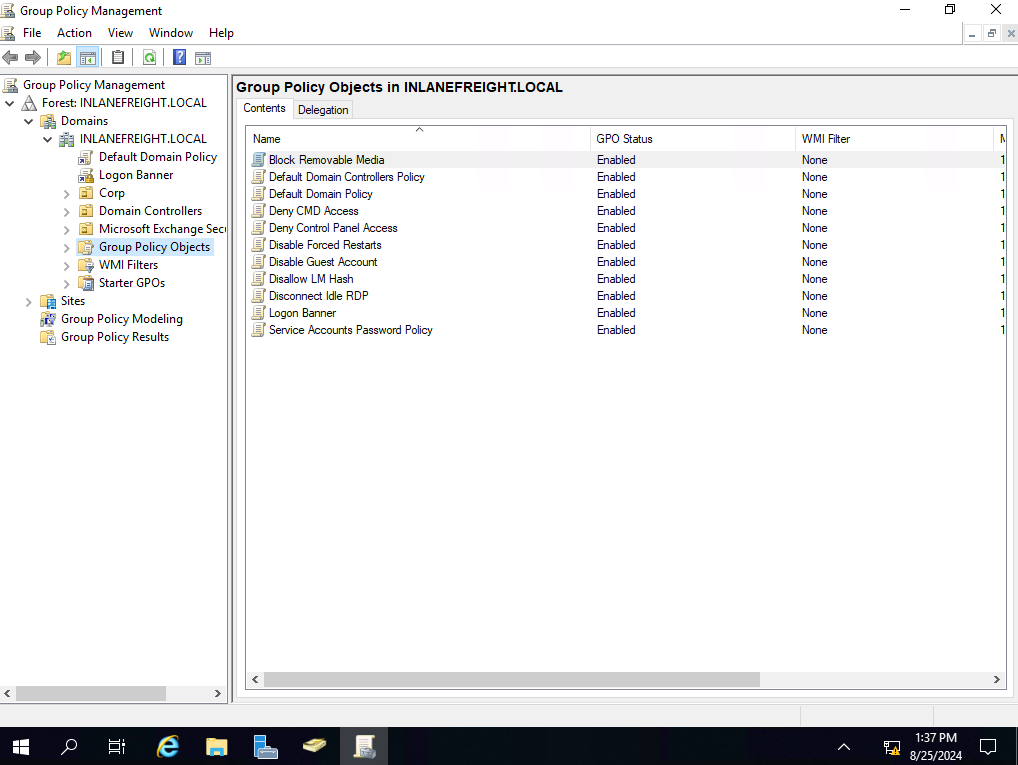 Group Policy Management
File Action View Window Help
Group Policy Management
Forest: INLANEFREIGHT.LOCAL
Domains
INLANEFREIGHT.LOCAL
Default Domain Policy
Logon Banner
Corp
Domain Controllers
Microsoft Exchange Secu
Group Policy Objects
WMI Filters
Starter GPOs
Sites
Group Policy Modeling
Group Policy Results
Group Policy Objects in INLANEFREIGHT.LOCAL
Contents Delegation
Name GPO Status WMI Filter M
Block Removable Media Enabled None 1
Default Domain Controllers Policy Enabled None 1
Default Domain Policy Enabled None 1
Deny CMD Access Enabled None 1
Deny Control Panel Access Enabled None 1
Disable Forced Restarts Enabled None 1
Disable Guest Account Enabled None 1
Disallow LM Hash Enabled None 1
Disconnect Idle RDP Enabled None 1
Logon Banner Enabled None 1
Service Accounts Password Policy Enabled None 1
1:37 PM
8/25/2024